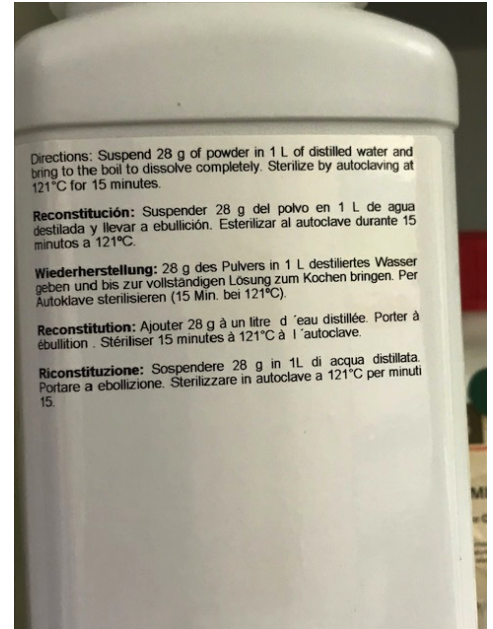 Directions: Suspend 28 g of powder in 1 L of distilled water and
bring to the boil to dissolve completely. Sterilize by autoclaving at
121°C for 15 minutes.
Reconstitución: Suspender 28 g del polvo en 1 L de agua
destilada y llevar a ebullición. Esterilizar al autoclave durante 15
minutos a 121ºC.
Wiederherstellung: 28 g des Pulvers in 1 L destiliertes Wasser
geben und bis zur vollständigen Lösung zum Kochen bringen. Per
Autoklave sterilisieren (15 Min. bei 121ºC).
Reconstitution: Ajouter 28 g à un litre d ´eau distillée. Porter à
ébullition . Stériliser 15 minutes à 121°C à l ´autoclave.
Riconstituzione: Sospendere 28 g in 1L di acqua distillata.
Portare a ebollizione. Sterilizzare in autoclave a 121°C per minuti
15.